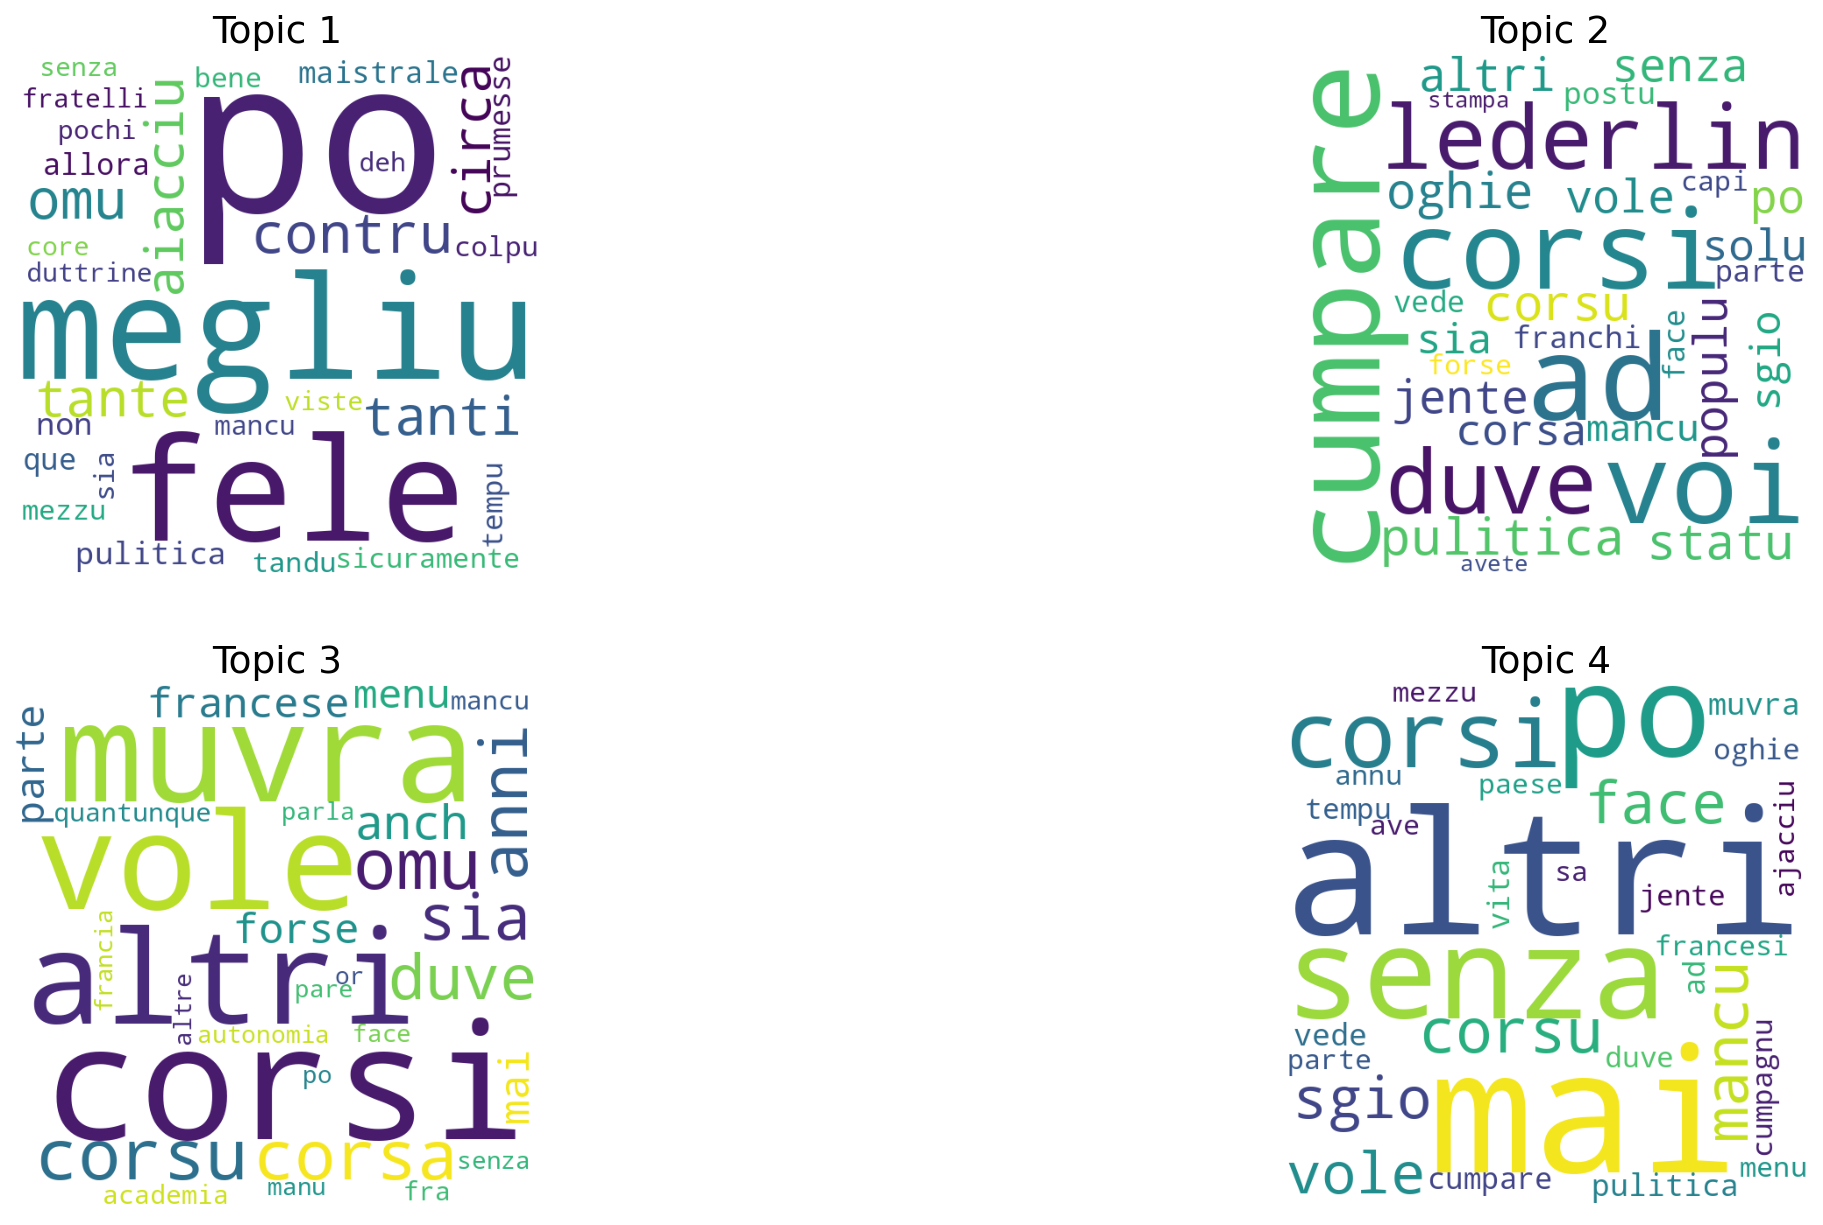 Topic 1
senza
bene
maistrale
fratelli
pochi
allora
aiacciu
po
deh
circa
prumesse
omu
contru
colpu
core
duttrine
megliu
tante
viste
tanti
non
mancu
que
sia
fele
tempu
mezzu
pulitica
tandu
sicuramente
Topic 2
cumpare
altri
senza
stampa
postu
lederlin
oghie
vole
capi
po
corsi
solu
parte
vede
corsu
sia
franchi
face
populu
sgio
forse
ad
jente
corsa
mancu
duve
voi
pulitica
statu
avete
Topic 3
francese
menu
mancu
parte
muvra
anni
quantunque
parla
anch
vole
omu
sia
francia
forse
altri
altre
or
pare
duve
autonomia
face
corsi
po
mai
corsu
corsa
senza
academia
manu
fra
Topic 4
mezzu
po
muvra
corsi
oghie
annu
paese
tempu
ave
face
ajacciu
altri
sa
vita
jente
senza
francesi
ad
mancu
vede
corsu
parte
duve
cumpagnu
sgio
mai
vole
cumpare
pulitica
menu